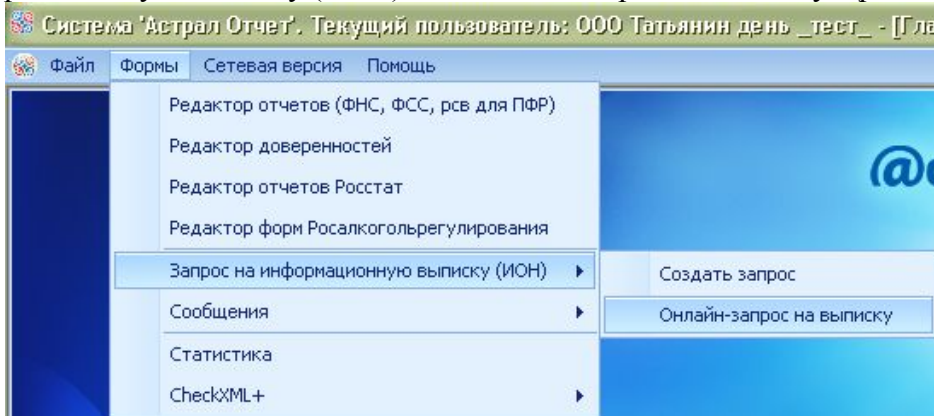 Система 'Астрал Отчет'. Текущий пользователь: ООО Татьянин день _тест_ - [Гла
Файл Формы Сетевая версия Помощь
Редактор отчетов (ФНС, ФСС, рсв для ПФР)
Редактор доверенностей
Редактор отчетов Росстат
Редактор форм Росалкогольрегулирования
Запрос на информационную выписку (ИОН)
Создать запрос
Сообщения
Онлайн-запрос на выписку
Статистика
CheckXML+